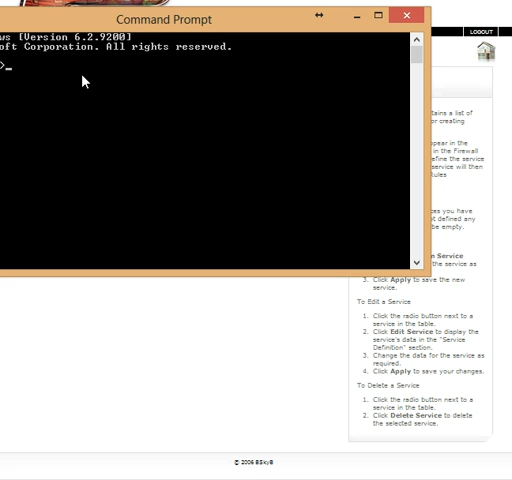 Command Prompt
ws [Version 6.2.9200]
oft Corporation. All rights reserved.
>_
LOGOUT
tains a list of
or creating
pear in the
in the Firewall
efine the service
service will then
ules
es you have
t defined any
be empty.
m Service
the service as
3. Click Apply to save the new
service.
To Edit a Service
1. Click the radio button next to a
service in the table.
2. Click Edit Service to display the
service's data in the "Service
Definition" section.
3. Change the data for the service as
required.
4. Click Apply to save your changes.
To Delete a Service
1. Click the radio button next to a
service in the table.
2. Click Delete Service to delete
the selected service.
© 2006 BSkyB